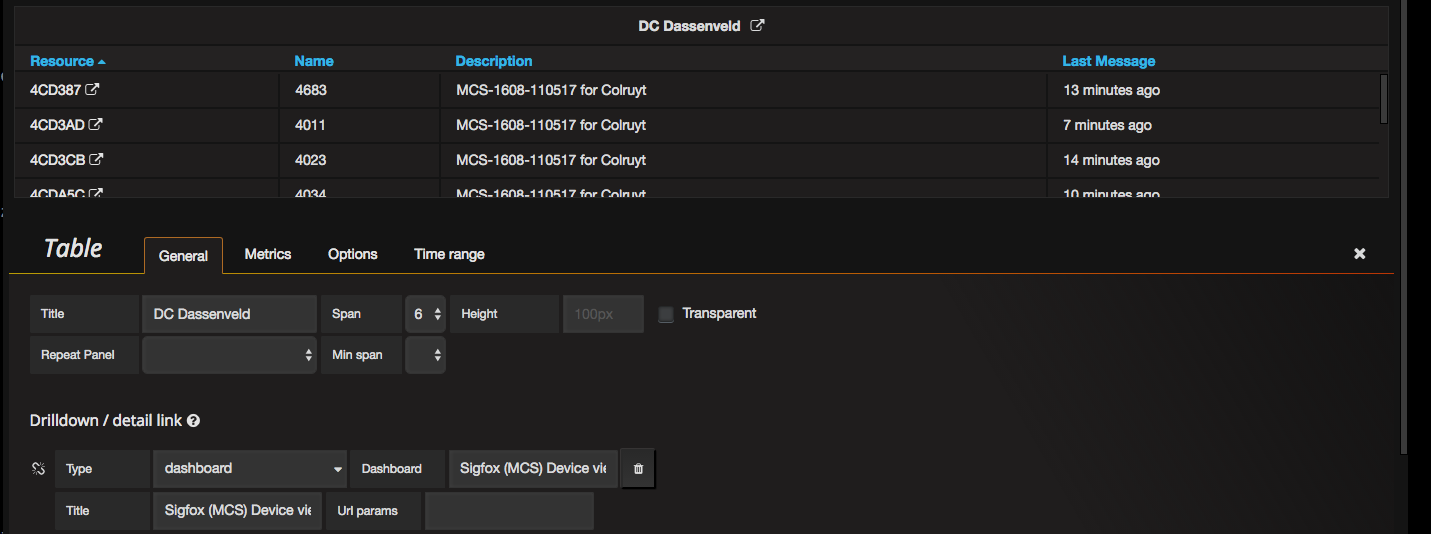 DC Dassenveld
Resource Name Description Last Message
4CD387 4683 MCS-1608-110517 for Colruyt 13 minutes ago
4CD3AD 4011 MCS-1608-110517 for Colruyt 7 minutes ago
4CD3CB 4023 MCS-1608-110517 for Colruyt 14 minutes ago
4CDA5C 4034 MCS-1608-110517 for Colruyt 10 minutes ago
Table General Metrics Options Time range
Title DC Dassenveld Span 6 Height 100px Transparent
Repeat Panel Min span
Drilldown / detail link
Type dashboard Dashboard Sigfox (MCS) Device vi
Title Sigfox (MCS) Device vie Url params